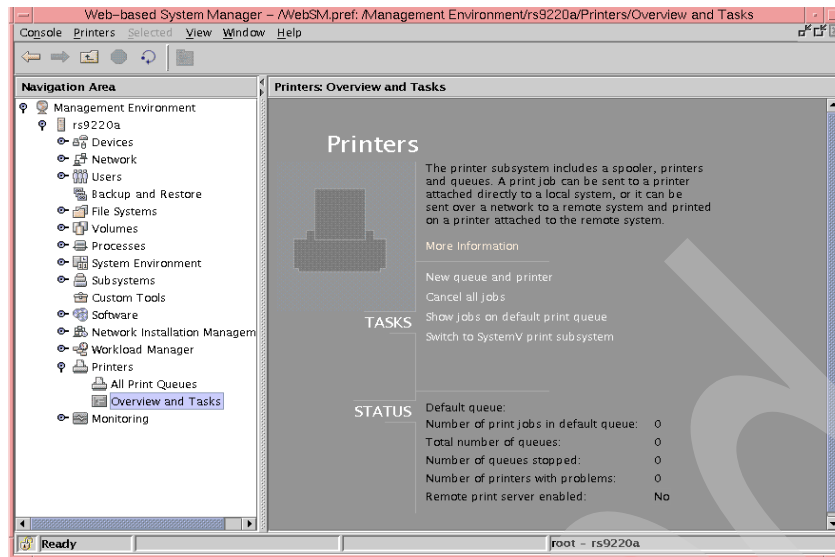 Web-based System Manager - /WebSM.pref: /Management Environment/rs9220a/Printers/Overview and Tasks
Console Printers Selected View Window Help
Navigation Area
Management Environment
rs9220a
Devices
Network
Users
Backup and Restore
File Systems
Volumes
Processes
System Environment
Subsystems
Custom Tools
Software
Network Installation Managem
Workload Manager
Printers
All Print Queues
Overview and Tasks
Monitoring
Printers: Overview and Tasks
Printers
The printer subsystem includes a spooler, printers
and queues. A print job can be sent to a printer
attached directly to a local system, or it can be
sent over a network to a remote system and printed
on a printer attached to the remote system.
More Information
TASKS
New queue and printer
Cancel all jobs
Show jobs on default print queue
Switch to SystemV print subsystem
STATUS
Default queue:
Number of print jobs in default queue: 0
Total number of queues: 0
Number of queues stopped: 0
Number of printers with problems: 0
Remote print server enabled: No
Ready
root - rs9220a